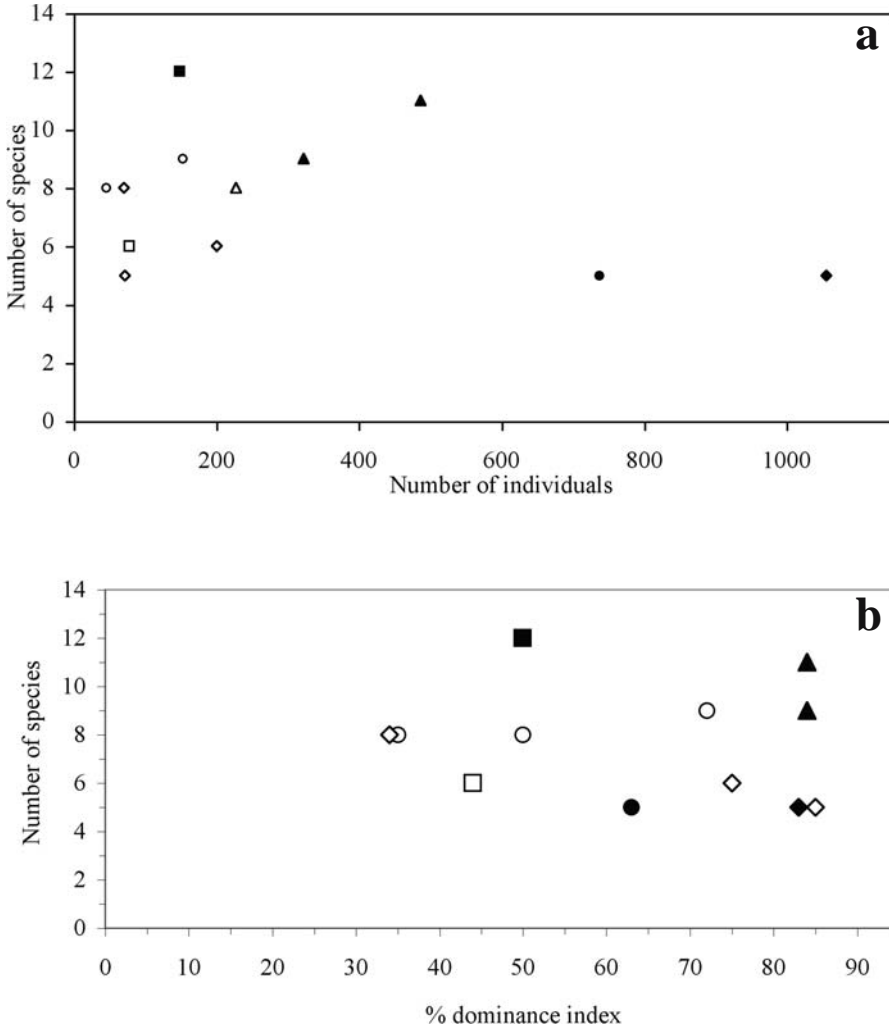 a
14
12
10
8
6
4
2
0
Number of species
0 200 400 600 800 1000
Number of individuals
b
14
12
10
8
6
4
2
0
Number of species
0 10 20 30 40 50 60 70 80 90
% dominance index